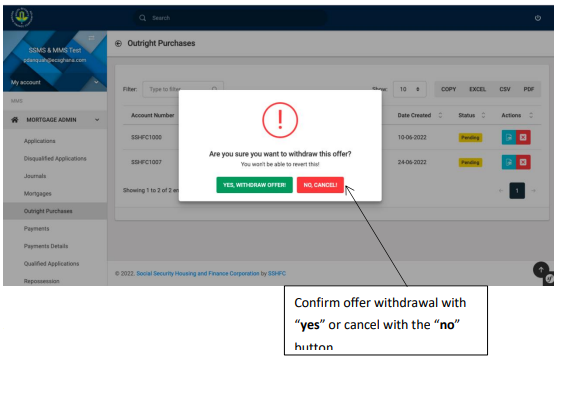 Search
SSMS & MMS Test
pdanquah@ecsghana.com
My account
MMS
MORTGAGE ADMIN
Applications
Disqualified Applications
Journals
Mortgages
Outright Purchases
Payments
Payments Details
Qualified Applications
Repossession
Outright Purchases
Filter: Type to filter... Show: 10 COPY EXCEL CSV PDF
Account Number Date Created Status Actions
SSHFC1000 10-06-2022 Pending
SSHFC1007 24-06-2022 Pending
Showing 1 to 2 of 2 en
1
Are you sure you want to withdraw this offer?
You won't be able to revert this!
YES, WITHDRAW OFFER! NO, CANCEL!
© 2022. Social Security Housing and Finance Corporation by SSHFC
Confirm offer withdrawal with
“yes” or cancel with the “no”
button